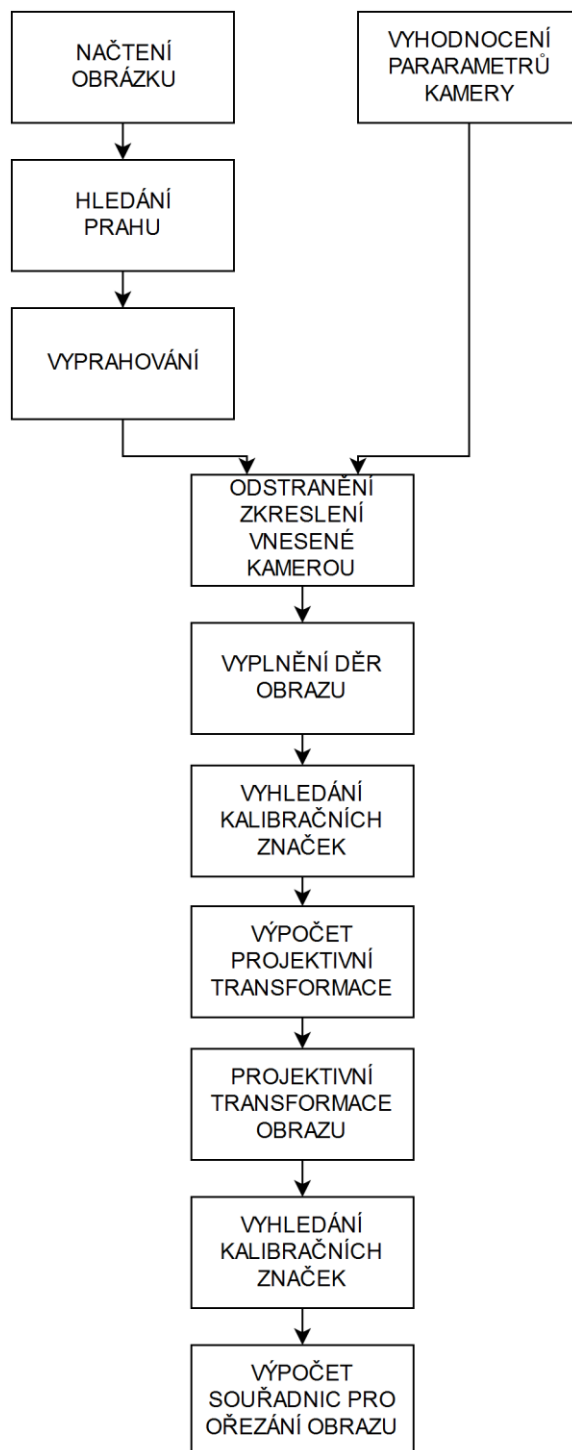 NAČTENÍ
OBRÁZKU
VYHODNOCENÍ
PARARAMETRŮ
KAMERY
HLEDÁNÍ
PRAHU
VYPRAHOVÁNÍ
ODSTRANĚNÍ
ZKRESLENÍ
VNESENÉ
KAMEROU
VYPLNĚNÍ DĚR
OBRAZU
VYHLEDÁNÍ
KALIBRAČNÍCH
ZNAČEK
VÝPOČET
PROJEKTIVNÍ
TRANSFORMACE
PROJEKTIVNÍ
TRANSFORMACE
OBRAZU
VYHLEDÁNÍ
KALIBRAČNÍCH
ZNAČEK
VÝPOČET
SOUŘADNIC PRO
OŘEZÁNÍ OBRAZU